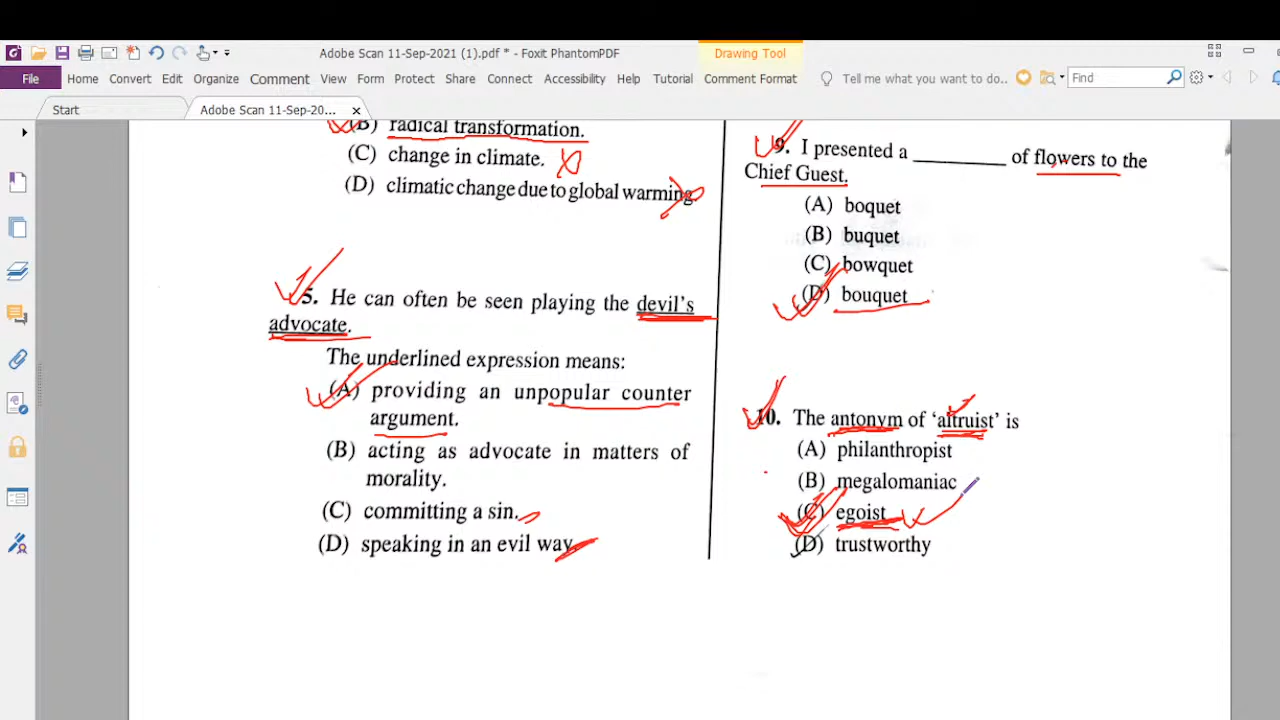 Adobe Scan 11-Sep-2021 (1).pdf * - Foxit PhantomPDF
Drawing Tool
File Home Convert Edit Organize Comment View Form Protect Share Connect Accessibility Help Tutorial Comment Format Tell me what you want to do.. Find
Start Adobe Scan 11-Sep-20...
(B) radical transformation.
(C) change in climate.
(D) climatic change due to global warming.
5. He can often be seen playing the devil's
advocate.
The underlined expression means:
(A) providing an unpopular counter
argument.
(B) acting as advocate in matters of
morality.
(C) committing a sin.
(D) speaking in an evil way.
9. I presented a __________ of flowers to the
Chief Guest.
(A) boquet
(B) buquet
(C) bowquet
(D) bouquet
10. The antonym of 'altruist' is
(A) philanthropist
(B) megalomaniac
(C) egoist
(D) trustworthy